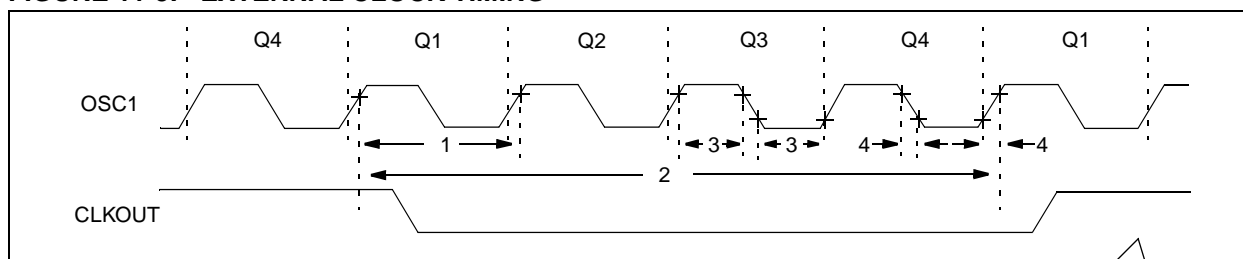 FIGURE 11-3: EXTERNAL CLOCK TIMING
Q4 Q1 Q2 Q3 Q4 Q1
OSC1
1 3 3 4 4
2
CLKOUT